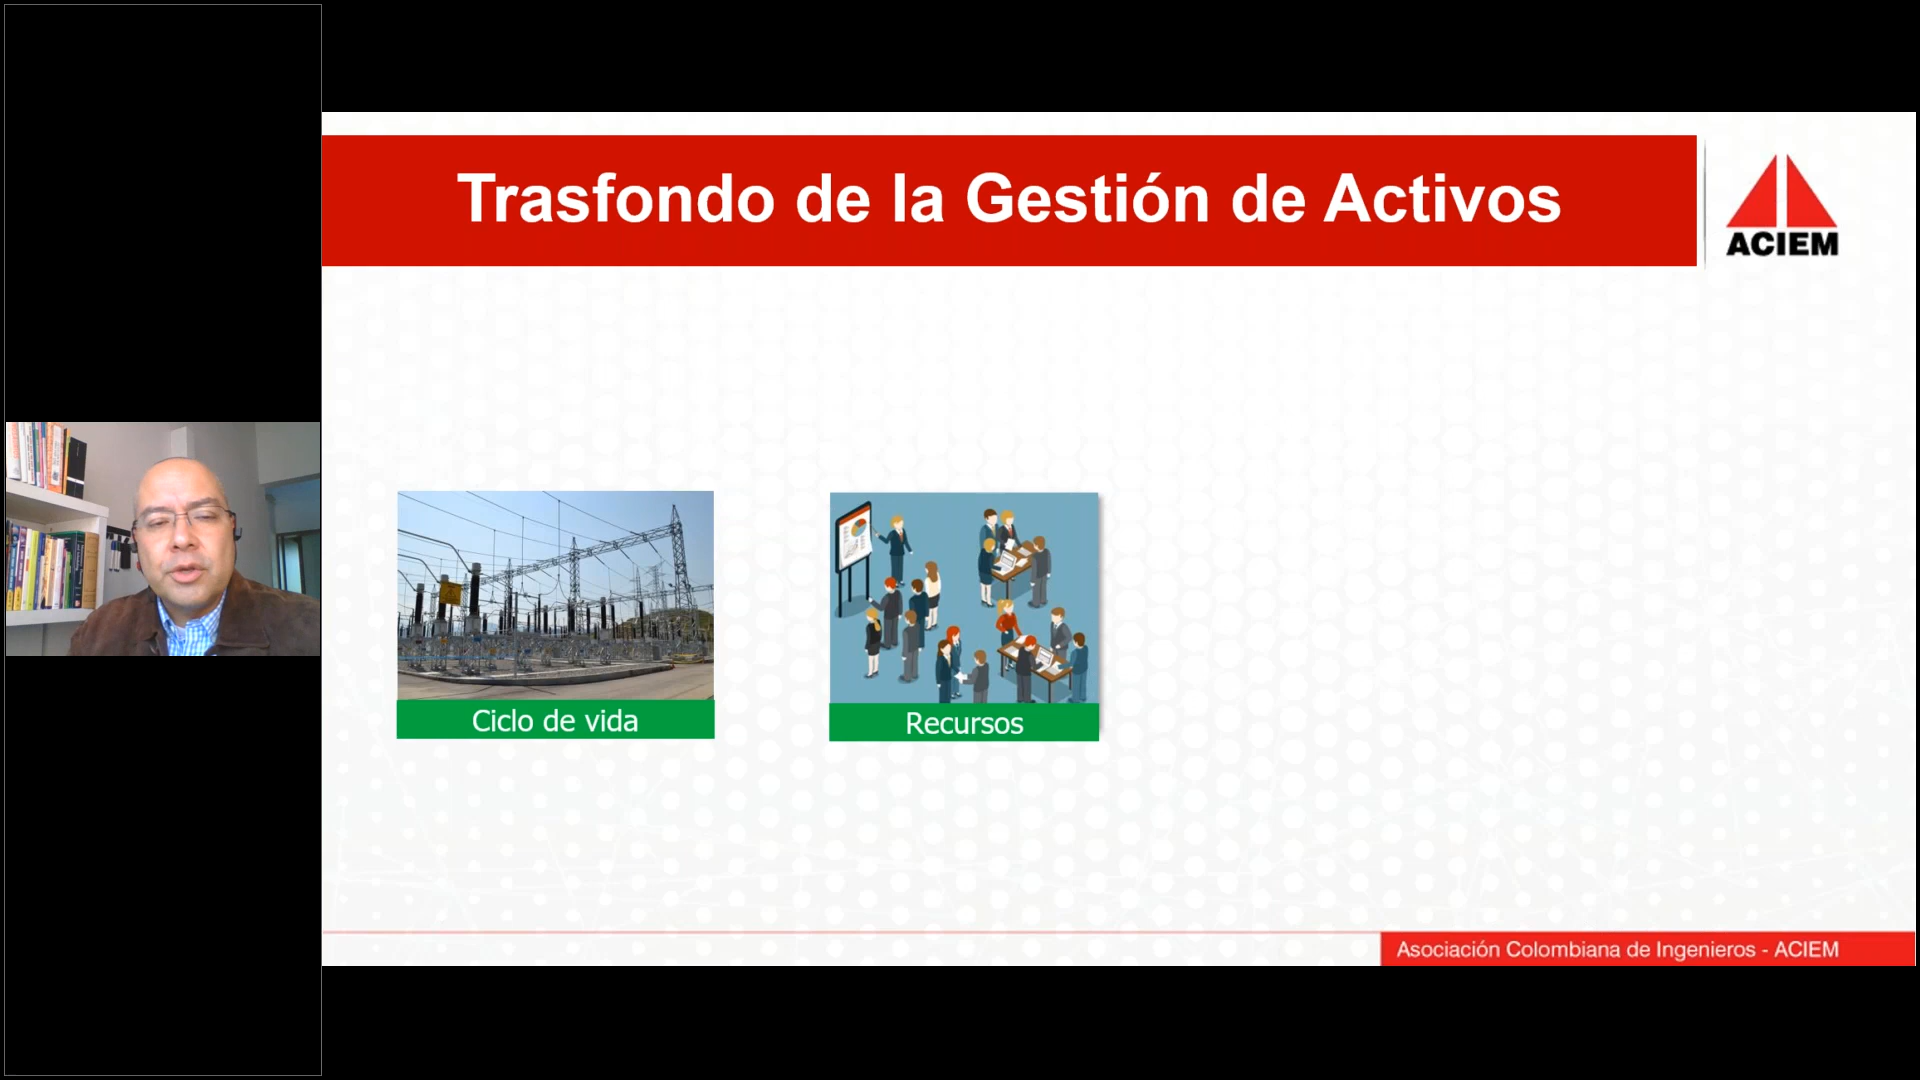 Trasfondo de la Gestión de Activos
ACIEM
Ciclo de vida
Recursos
Asociación Colombiana de Ingenieros - ACIEM